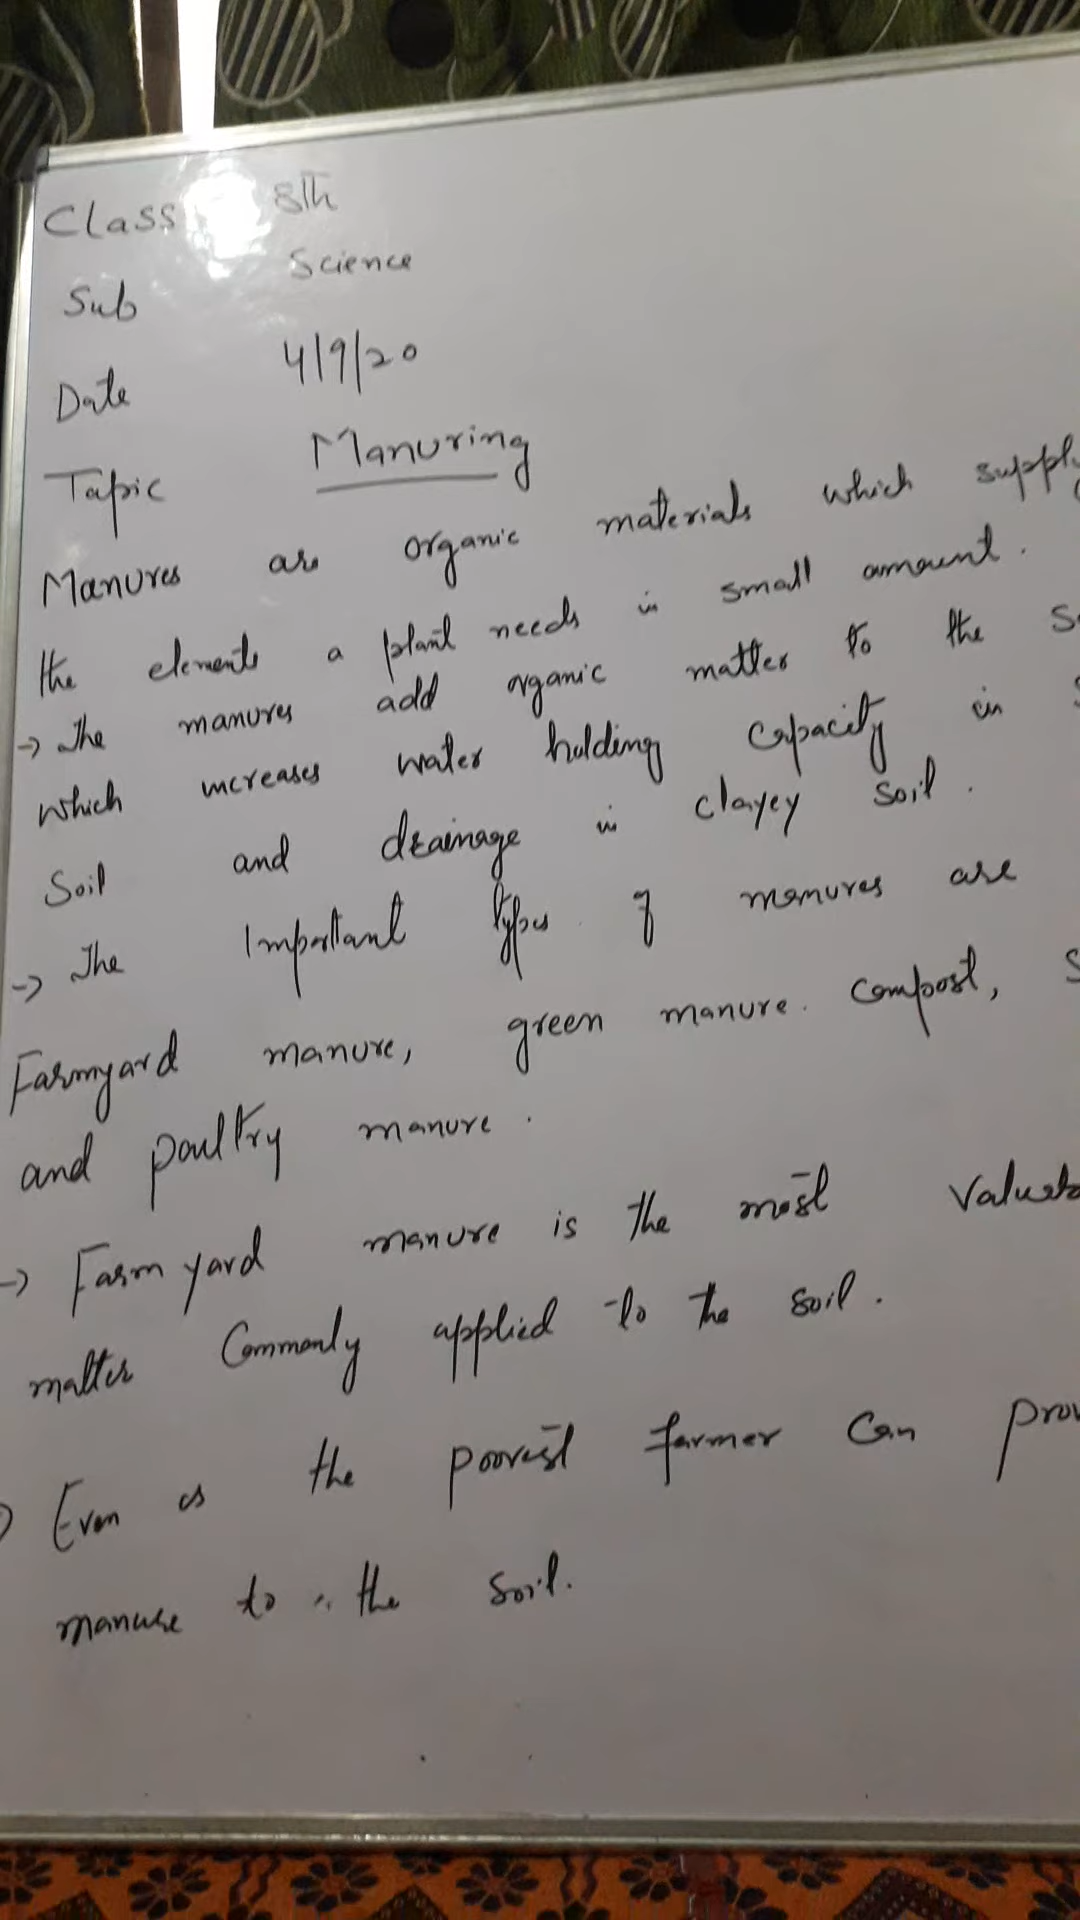 Class 8th
Sub Science
Date 4/9/20
Topic Manuring
Manures are organic materials which supply
the elements a plant needs in small amount.
→ The manures add organic matter to the
which increases water holding capacity in
Soil and drainage in clayey soil.
→ The Important types of manures are
Farmyard manure, green manure. Compost,
and poultry manure.
→ Farm yard manure is the most
matter Commonly applied to the soil.
Even as the poorest farmer can
manure to the soil.